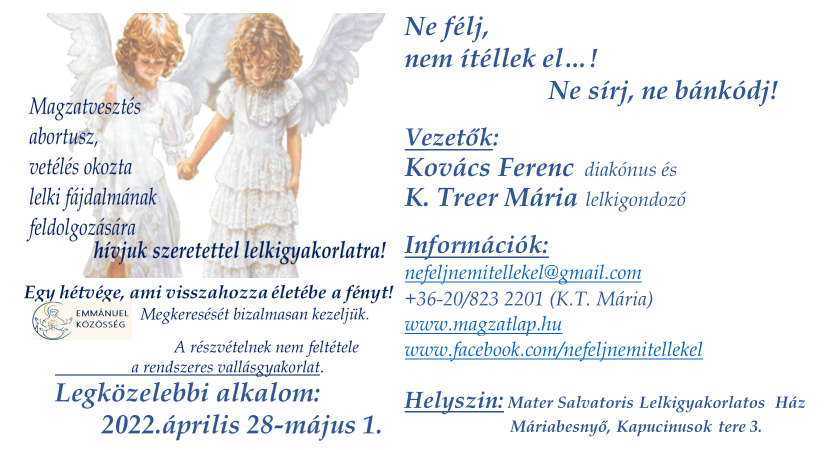 Magzatvesztés
abortusz,
vetélés okozta
lelki fájdalmának
feldolgozására
hívjuk szeretettel lelkigyakorlatra!
Egy hétvége, ami visszahozza életébe a fényt!
EMMÁNUEL
KÖZÖSSÉG
Megkeresését bizalmasan kezeljük.
A részvételnek nem feltétele
a rendszeres vallásgyakorlat.
Legközelebbi alkalom:
2022.április 28-május 1.
Ne félj,
nem ítéllek el...!
Ne sírj, ne bánkódj!
Vezetők:
Kovács Ferenc diakónus és
K. Treer Mária lelkigondozó
Információk:
nefeljnemitellekel@gmail.com
+36-20/823 2201 (K.T. Mária)
www.magzatlap.hu
www.facebook.com/nefeljnemitellekel
Helyszin: Mater Salvatoris Lelkigyakorlatos Ház
Máriabesnyő, Kapucinusok tere 3.